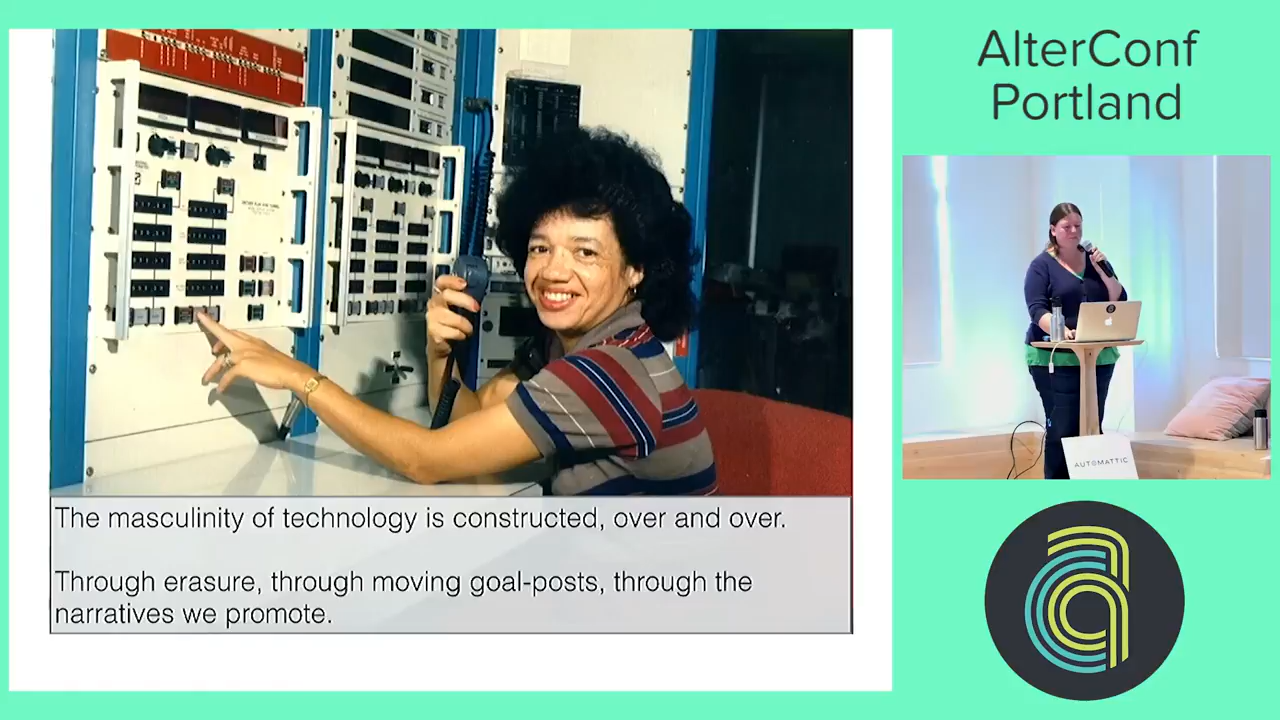 AlterConf
Portland
The masculinity of technology is constructed, over and over.
Through erasure, through moving goal-posts, through the
narratives we promote.
AUTOMATTIC